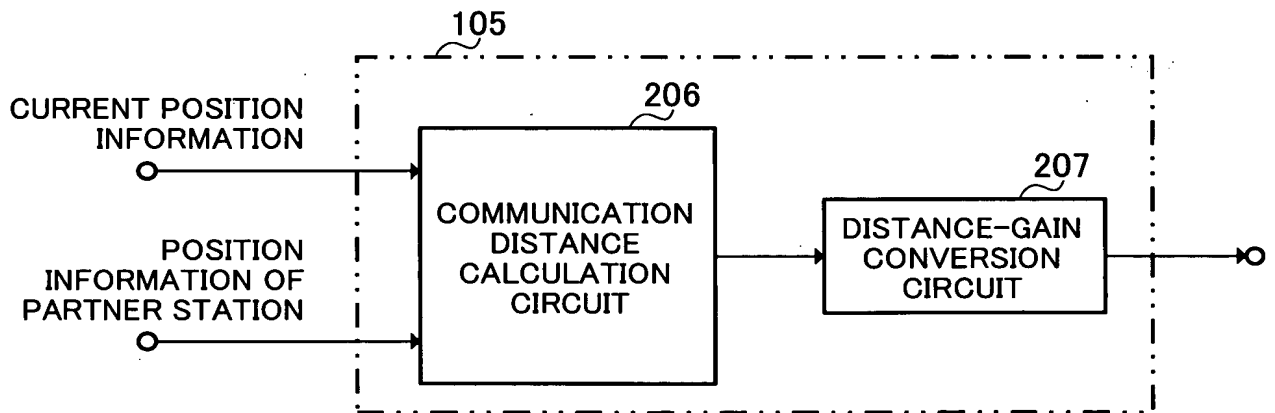 105
CURRENT POSITION
INFORMATION
206
COMMUNICATION
DISTANCE
CALCULATION
CIRCUIT
207
DISTANCE-GAIN
CONVERSION
CIRCUIT
POSITION
INFORMATION OF
PARTNER STATION